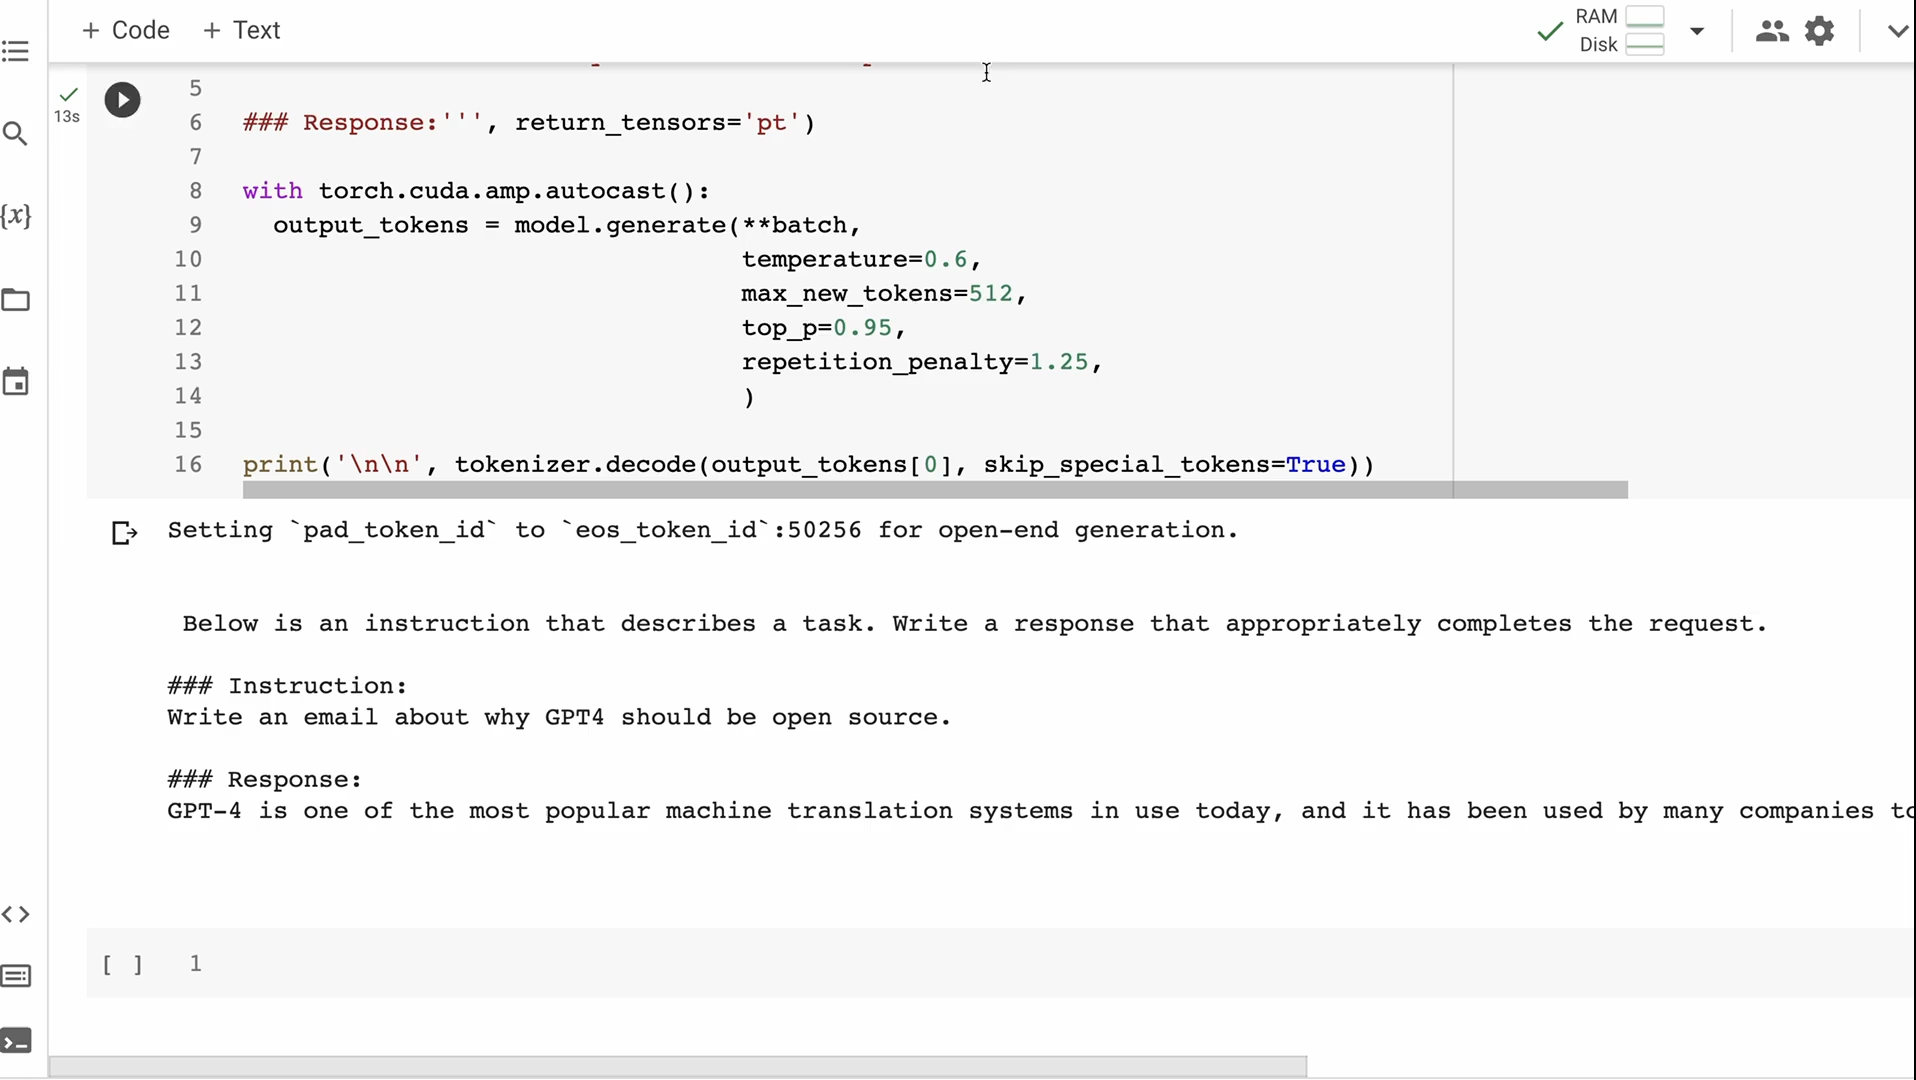 + Code + Text
RAM
Disk
13s
5
6 ### Response:''', return_tensors='pt')
7
8 with torch.cuda.amp.autocast():
9 output_tokens = model.generate(**batch,
10 temperature=0.6,
11 max_new_tokens=512,
12 top_p=0.95,
13 repetition_penalty=1.25,
14 )
15
16 print('\n\n', tokenizer.decode(output_tokens[0], skip_special_tokens=True))
Setting `pad_token_id` to `eos_token_id`:50256 for open-end generation.
Below is an instruction that describes a task. Write a response that appropriately completes the request.
### Instruction:
Write an email about why GPT4 should be open source.
### Response:
GPT-4 is one of the most popular machine translation systems in use today, and it has been used by many companies to
[ ] 1